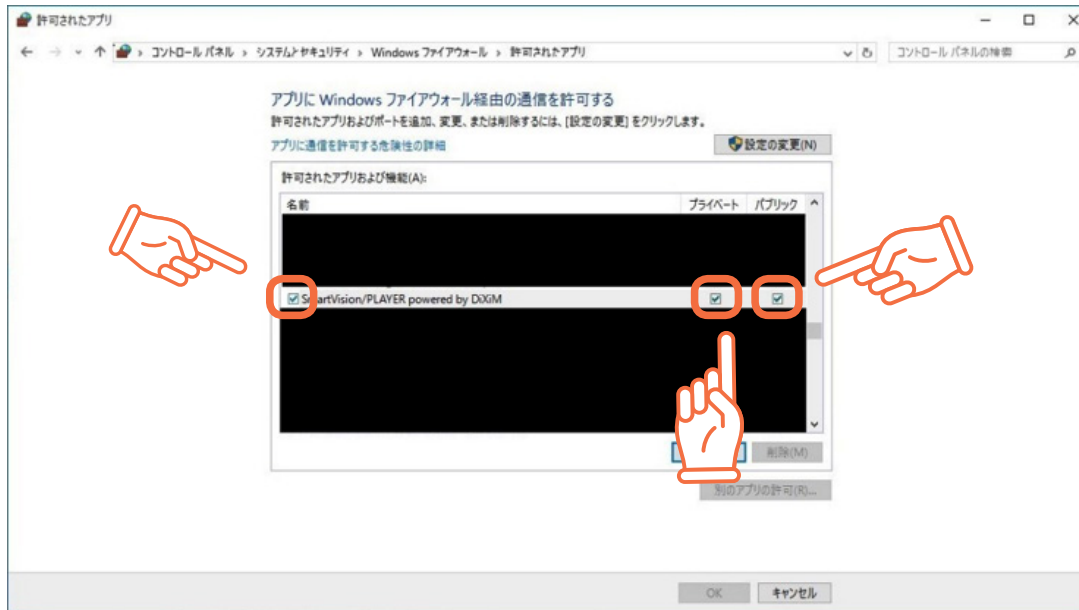 許可されたアプリ
コントロール パネル › システムとセキュリティ › Windows ファイアウォール › 許可されたアプリ
コントロール パネルの検索
アプリに Windows ファイアウォール経由の通信を許可する
許可されたアプリおよびポートを追加、変更、または削除するには、[設定の変更] をクリックします。
アプリに通信を許可する危険性の詳細
設定の変更(N)
許可されたアプリおよび機能(A):
名前 プライベート パブリック
SmartVision/PLAYER powered by DiXiM
削除(M)
別のアプリの許可(R)...
OK キャンセル